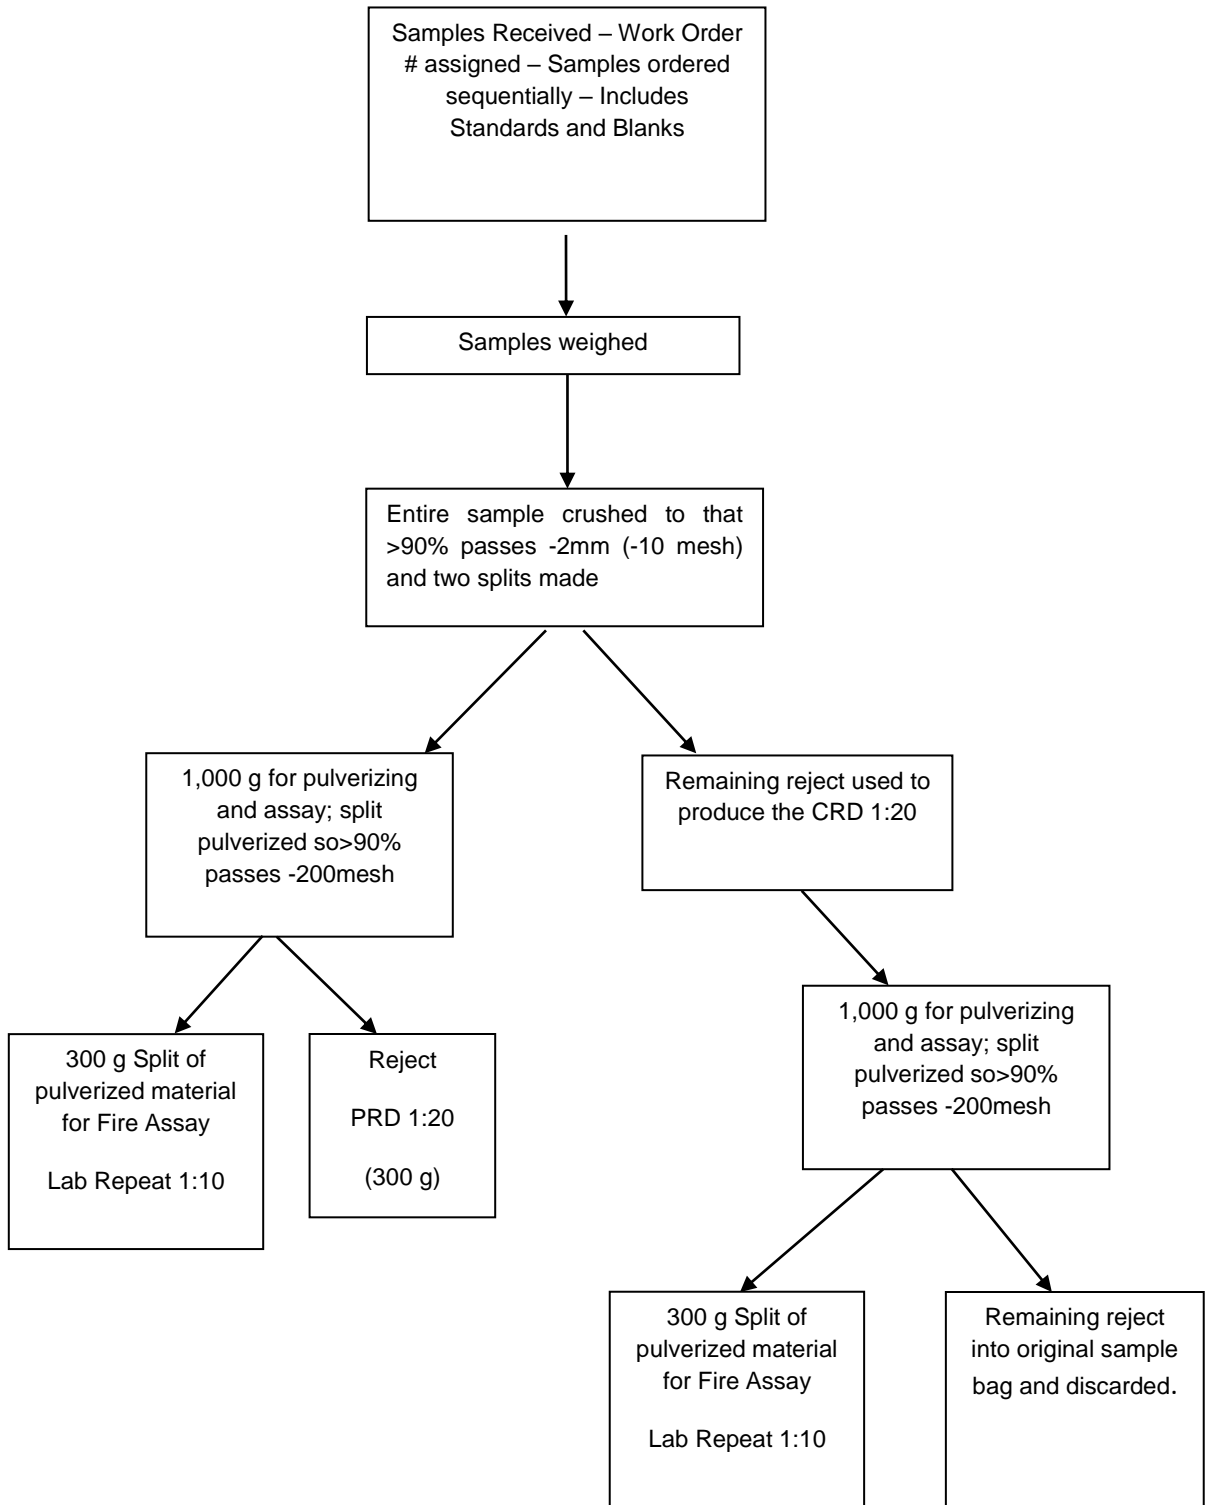 Samples Received – Work Order
# assigned – Samples ordered
sequentially – Includes
Standards and Blanks
Samples weighed
Entire sample crushed to that
>90% passes -2mm (-10 mesh)
and two splits made
1,000 g for pulverizing
and assay; split
pulverized so>90%
passes -200mesh
Remaining reject used to
produce the CRD 1:20
300 g Split of
pulverized material
for Fire Assay
Lab Repeat 1:10
Reject
PRD 1:20
(300 g)
1,000 g for pulverizing
and assay; split
pulverized so>90%
passes -200mesh
300 g Split of
pulverized material
for Fire Assay
Lab Repeat 1:10
Remaining reject
into original sample
bag and discarded.